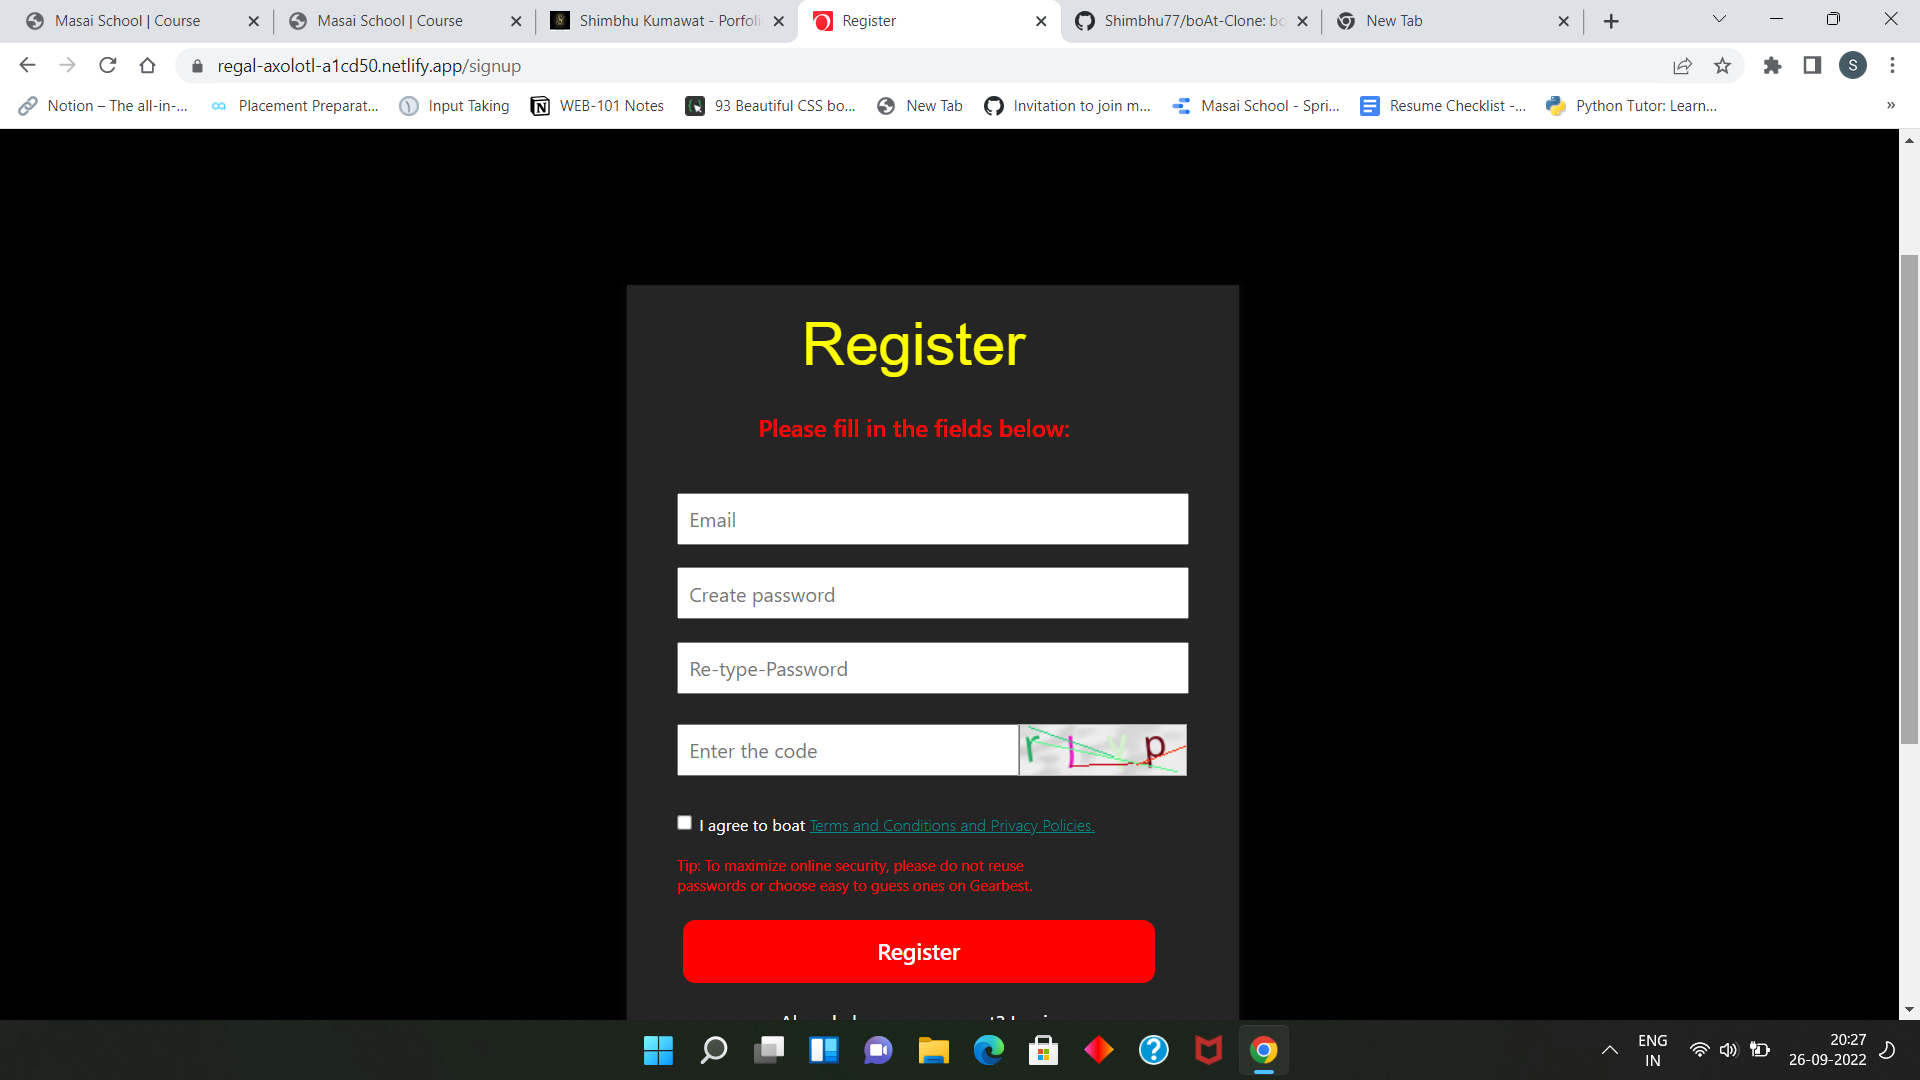 Masai School | Course
Masai School | Course
Shimbhu Kumawat - Porfoli
Register
Shimbhu77/boAt-Clone: bo
New Tab
regal-axolotl-a1cd50.netlify.app/signup
S
Notion – The all-in-...
Placement Preparat...
Input Taking
WEB-101 Notes
93 Beautiful CSS bo...
New Tab
Invitation to join m...
Masai School - Spri...
Resume Checklist -...
Python Tutor: Learn...
»
Register
Please fill in the fields below:
Email
Create password
Re-type-Password
Enter the code
I agree to boat Terms and Conditions and Privacy Policies.
Tip: To maximize online security, please do not reuse
passwords or choose easy to guess ones on Gearbest.
Register
ENG
IN
20:27
26-09-2022